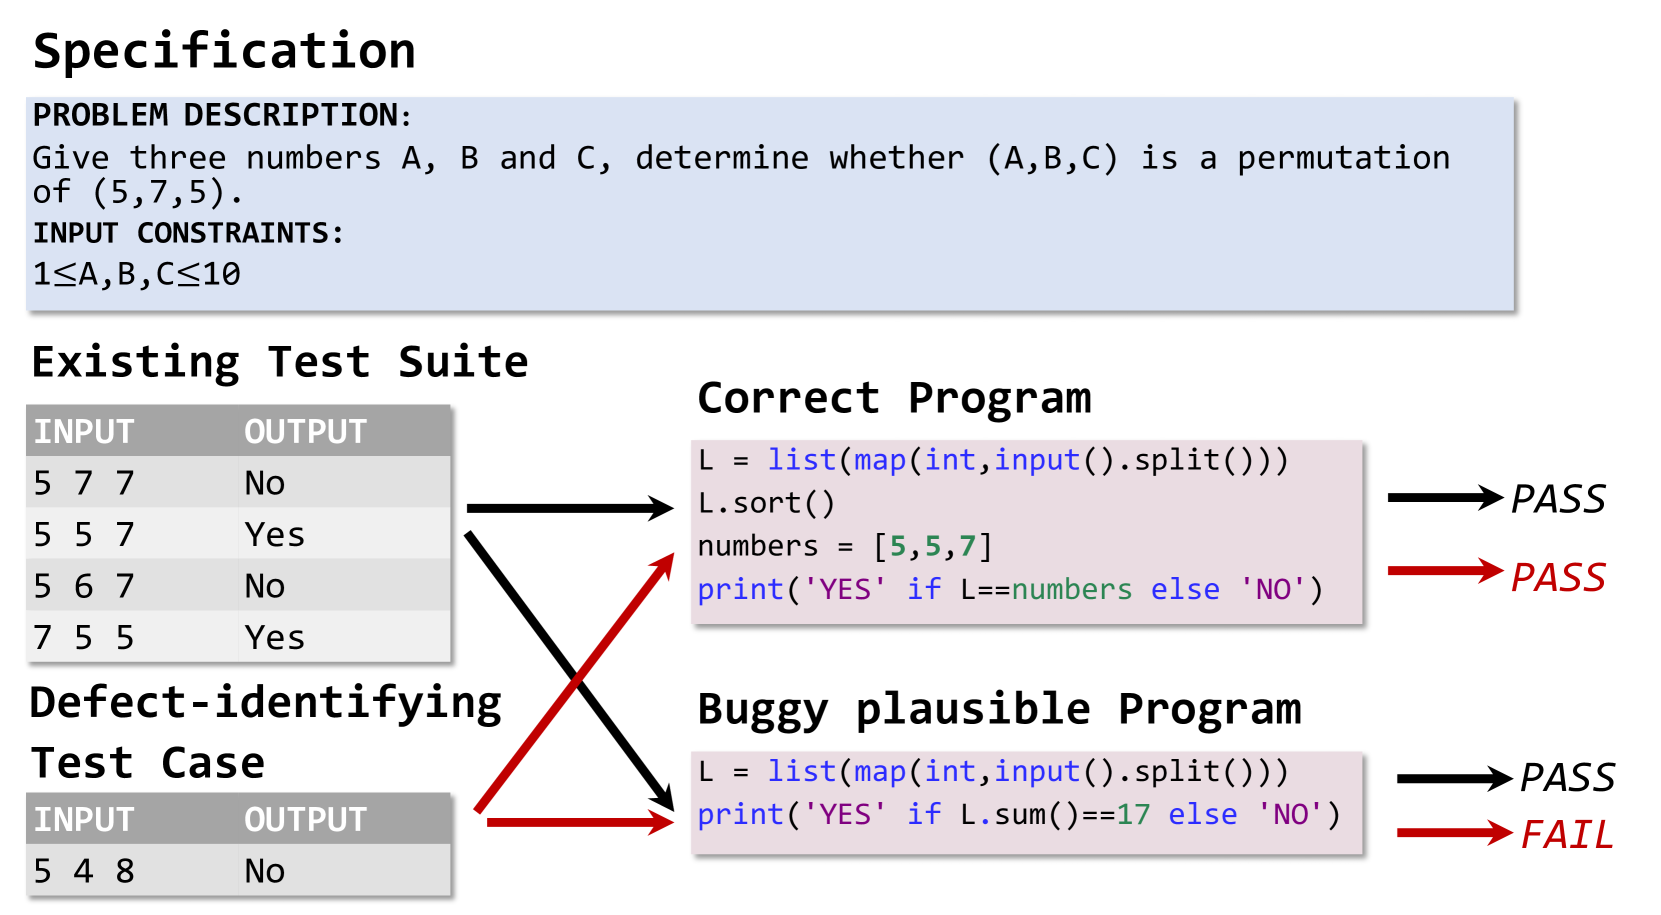 Specification
PROBLEM DESCRIPTION:
Give three numbers A, B and C, determine whether (A,B,C) is a permutation
of (5,7,5).
INPUT CONSTRAINTS:
1≤A,B,C≤10
Existing Test Suite
INPUT OUTPUT
5 7 7 No
5 5 7 Yes
5 6 7 No
7 5 5 Yes
Defect-identifying
Test Case
INPUT OUTPUT
5 4 8 No
Correct Program
L = list(map(int,input().split()))
L.sort()
numbers = [5,5,7]
print('YES' if L==numbers else 'NO')
PASS
PASS
Buggy plausible Program
L = list(map(int,input().split()))
print('YES' if L.sum()==17 else 'NO')
PASS
FAIL